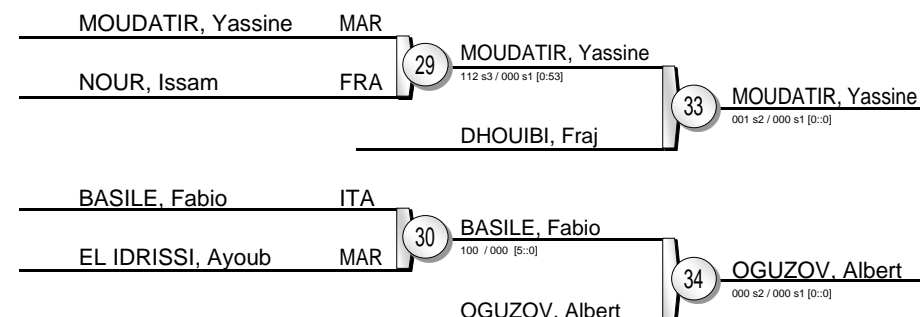 MOUDATIR, Yassine MAR
29
MOUDATIR, Yassine
112 s3 / 000 s1 [0:53]
NOUR, Issam FRA
33
MOUDATIR, Yassine
001 s2 / 000 s1 [0::0]
DHOUIBI, Fraj
BASILE, Fabio ITA
30
BASILE, Fabio
100 / 000 [5::0]
EL IDRISSI, Ayoub MAR
34
OGUZOV, Albert
000 s2 / 000 s1 [0::0]
OGUZOV, Albert